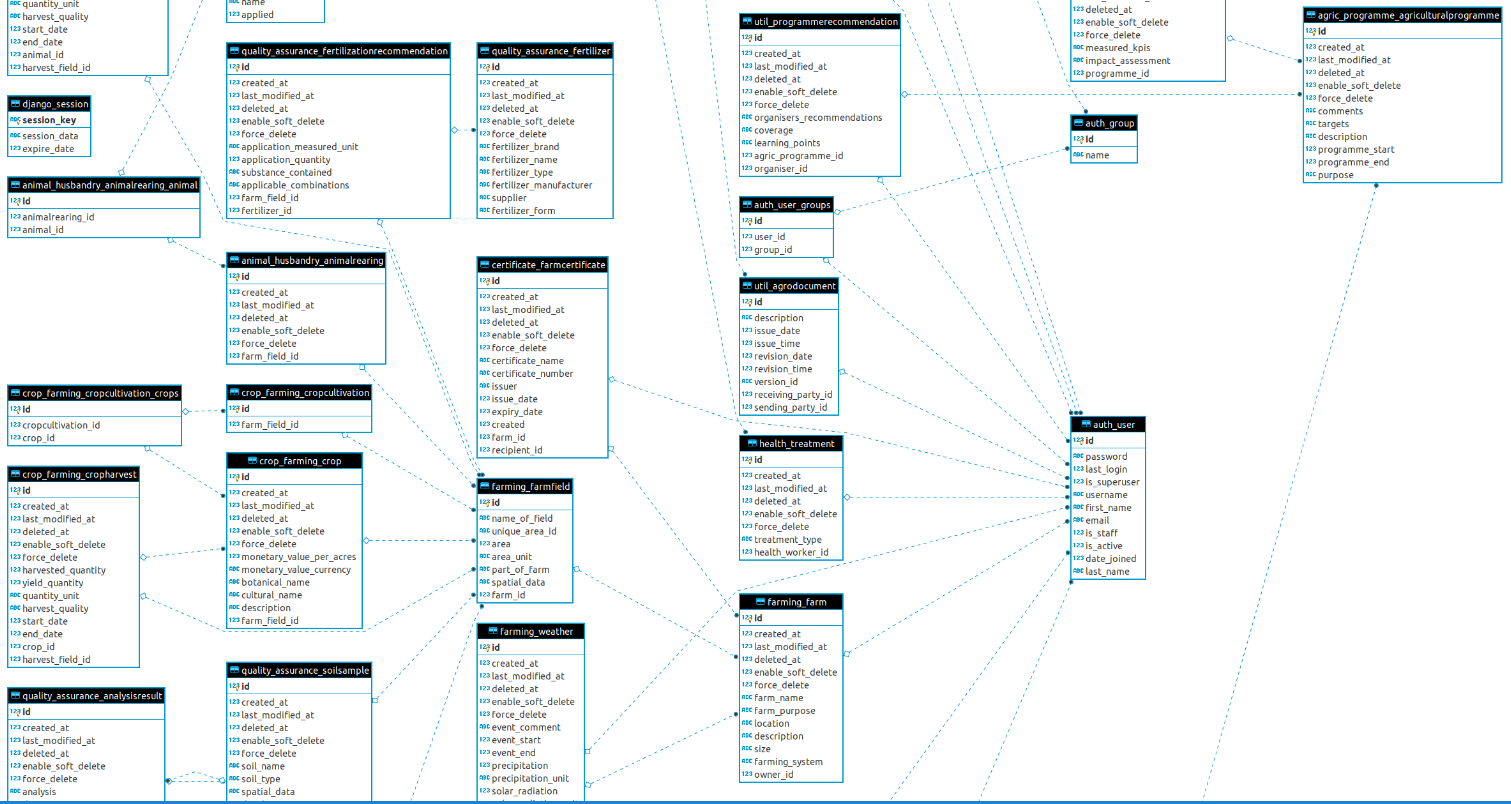 quantity_unit
harvest_quality
start_date
end_date
animal_id
harvest_field_id
name
applied
django_session
session_key
session_data
expire_date
animal_husbandry_animalrearing_animal
id
animalrearing_id
animal_id
quality_assurance_fertilizationrecommendation
id
created_at
last_modified_at
deleted_at
enable_soft_delete
force_delete
application_measured_unit
application_quantity
substance_contained
applicable_combinations
farm_field_id
fertilizer_id
quality_assurance_fertilizer
id
created_at
last_modified_at
deleted_at
enable_soft_delete
force_delete
fertilizer_brand
fertilizer_name
fertilizer_type
fertilizer_manufacturer
supplier
fertilizer_form
animal_husbandry_animalrearing
id
created_at
last_modified_at
deleted_at
enable_soft_delete
force_delete
farm_field_id
certificate_farmcertificate
id
created_at
last_modified_at
deleted_at
enable_soft_delete
force_delete
certificate_name
certificate_number
issuer
issue_date
expiry_date
created
farm_id
recipient_id
crop_farming_cropcultivation_crops
id
cropcultivation_id
crop_id
crop_farming_cropcultivation
id
farm_field_id
crop_farming_cropharvest
id
created_at
last_modified_at
deleted_at
enable_soft_delete
force_delete
harvested_quantity
yield_quantity
quantity_unit
harvest_quality
start_date
end_date
crop_id
harvest_field_id
crop_farming_crop
id
created_at
last_modified_at
deleted_at
enable_soft_delete
force_delete
monetary_value_per_acres
monetary_value_currency
botanical_name
cultural_name
description
farm_field_id
farming_farmfield
id
name_of_field
unique_area_id
area
area_unit
part_of_farm
spatial_data
farm_id
quality_assurance_analysisresult
id
created_at
last_modified_at
deleted_at
enable_soft_delete
force_delete
analysis
quality_assurance_soilsample
id
created_at
last_modified_at
deleted_at
enable_soft_delete
force_delete
soil_name
soil_type
spatial_data
farming_weather
id
created_at
last_modified_at
deleted_at
enable_soft_delete
force_delete
event_comment
event_start
event_end
precipitation
precipitation_unit
solar_radiation
util_programmerecommendation
id
created_at
last_modified_at
deleted_at
enable_soft_delete
force_delete
organisers_recommendations
coverage
learning_points
agric_programme_id
organiser_id
auth_user_groups
id
user_id
group_id
util_agrodocument
id
description
issue_date
issue_time
revision_date
revision_time
version_id
receiving_party_id
sending_party_id
health_treatment
id
created_at
last_modified_at
deleted_at
enable_soft_delete
force_delete
treatment_type
health_worker_id
farming_farm
id
created_at
last_modified_at
deleted_at
enable_soft_delete
force_delete
farm_name
farm_purpose
location
description
size
farming_system
owner_id
deleted_at
enable_soft_delete
force_delete
measured_kpis
impact_assessment
programme_id
auth_group
id
name
auth_user
id
password
last_login
is_superuser
username
first_name
email
is_staff
is_active
date_joined
last_name
agric_programme_agriculturalprogramme
id
created_at
last_modified_at
deleted_at
enable_soft_delete
force_delete
comments
targets
description
programme_start
programme_end
purpose